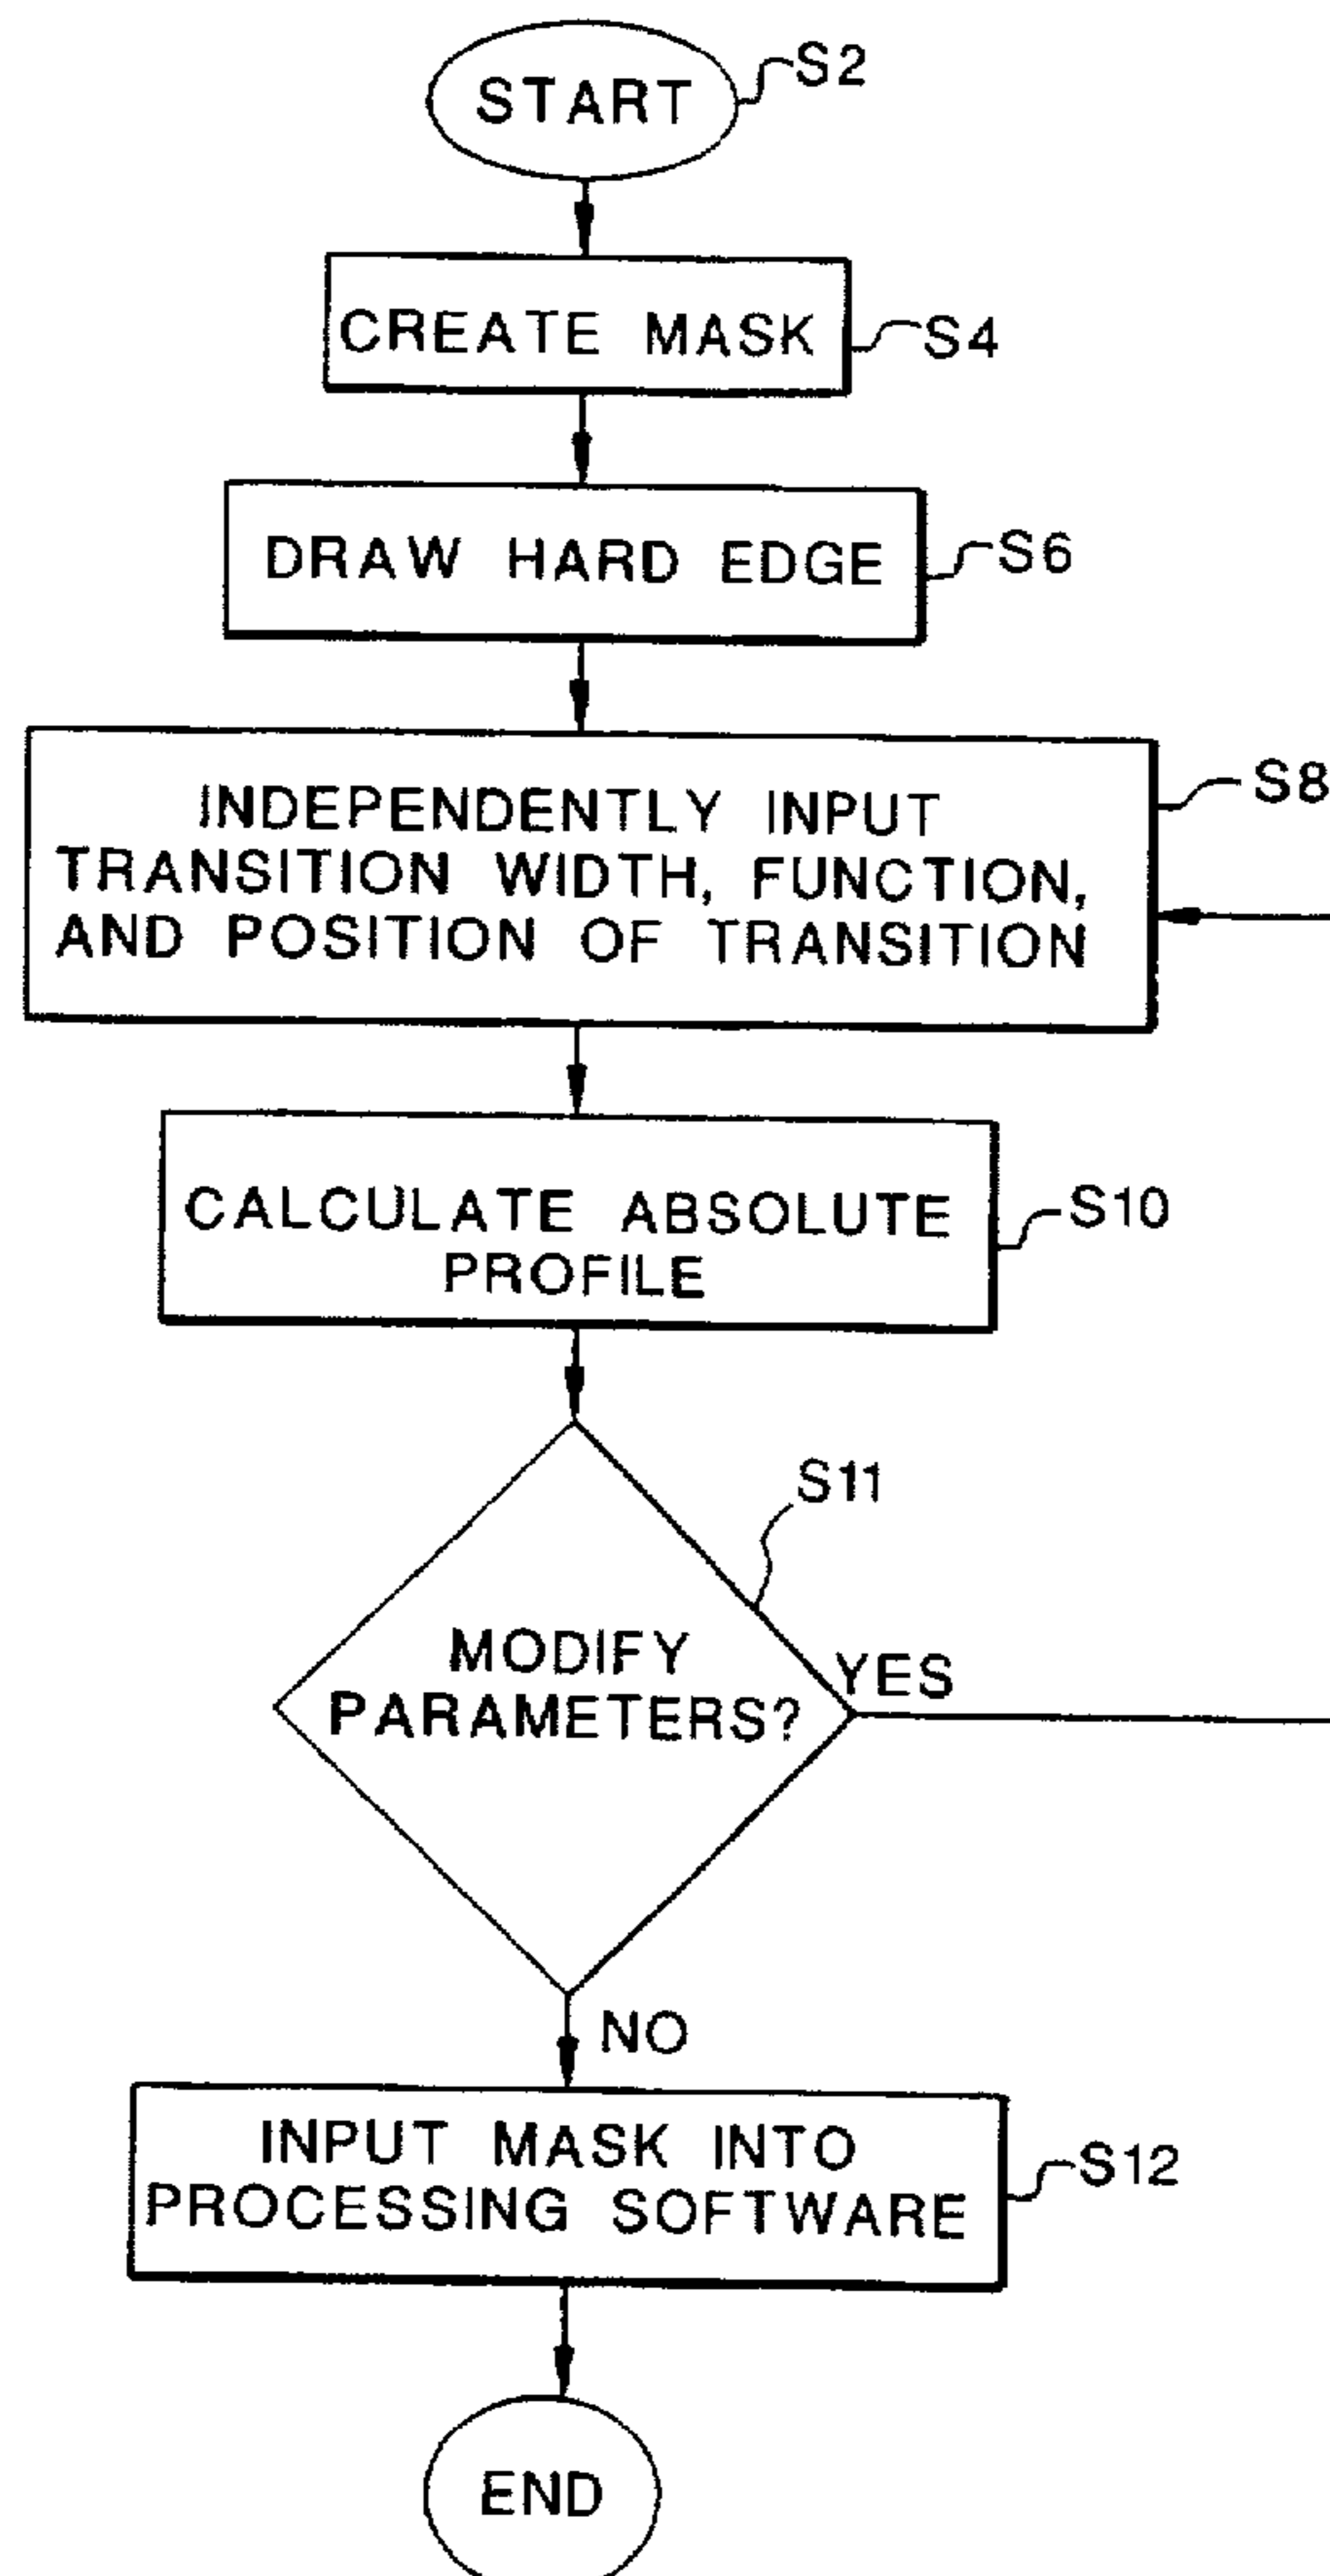 START
S2
CREATE MASK
S4
DRAW HARD EDGE
S6
INDEPENDENTLY INPUT
TRANSITION WIDTH, FUNCTION,
AND POSITION OF TRANSITION
S8
CALCULATE ABSOLUTE
PROFILE
S10
S11
MODIFY
PARAMETERS?
YES
NO
INPUT MASK INTO
PROCESSING SOFTWARE
S12
END